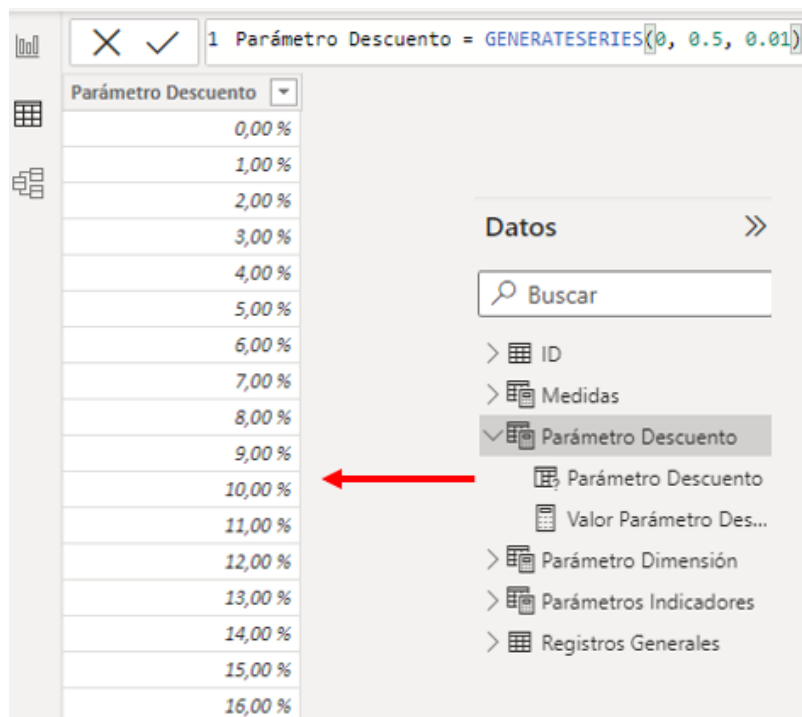 1 Parámetro Descuento = GENERATESERIES(0, 0.5, 0.01)
Parámetro Descuento
0,00 %
1,00 %
2,00 %
3,00 %
4,00 %
5,00 %
6,00 %
7,00 %
8,00 %
9,00 %
10,00 %
11,00 %
12,00 %
13,00 %
14,00 %
15,00 %
16,00 %
Datos
Buscar
ID
Medidas
Parámetro Descuento
Parámetro Descuento
Valor Parámetro Des...
Parámetro Dimensión
Parámetros Indicadores
Registros Generales